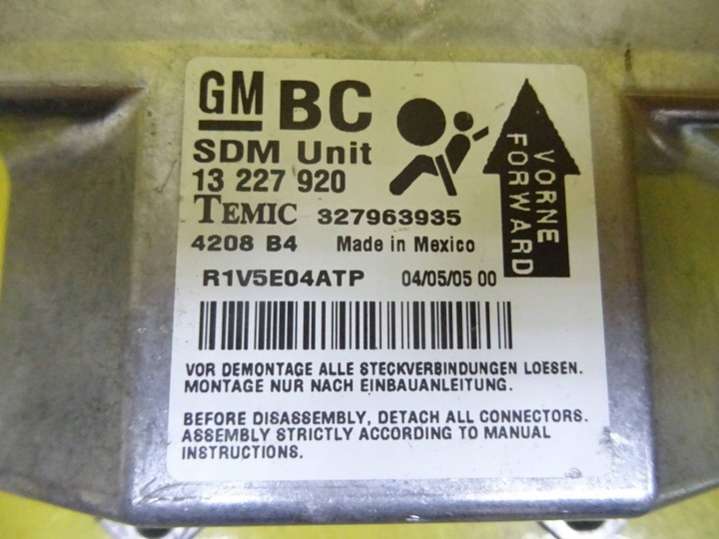 GM BC
SDM Unit
13 227 920
TEMIC 327963935
4208 B4 Made in Mexico
R1V5E04ATP 04/05/05 00
VORNE
FORWARD
VOR DEMONTAGE ALLE STECKVERBINDUNGEN LOESEN.
MONTAGE NUR NACH EINBAUANLEITUNG.
BEFORE DISASSEMBLY, DETACH ALL CONNECTORS.
ASSEMBLY STRICTLY ACCORDING TO MANUAL
INSTRUCTIONS.